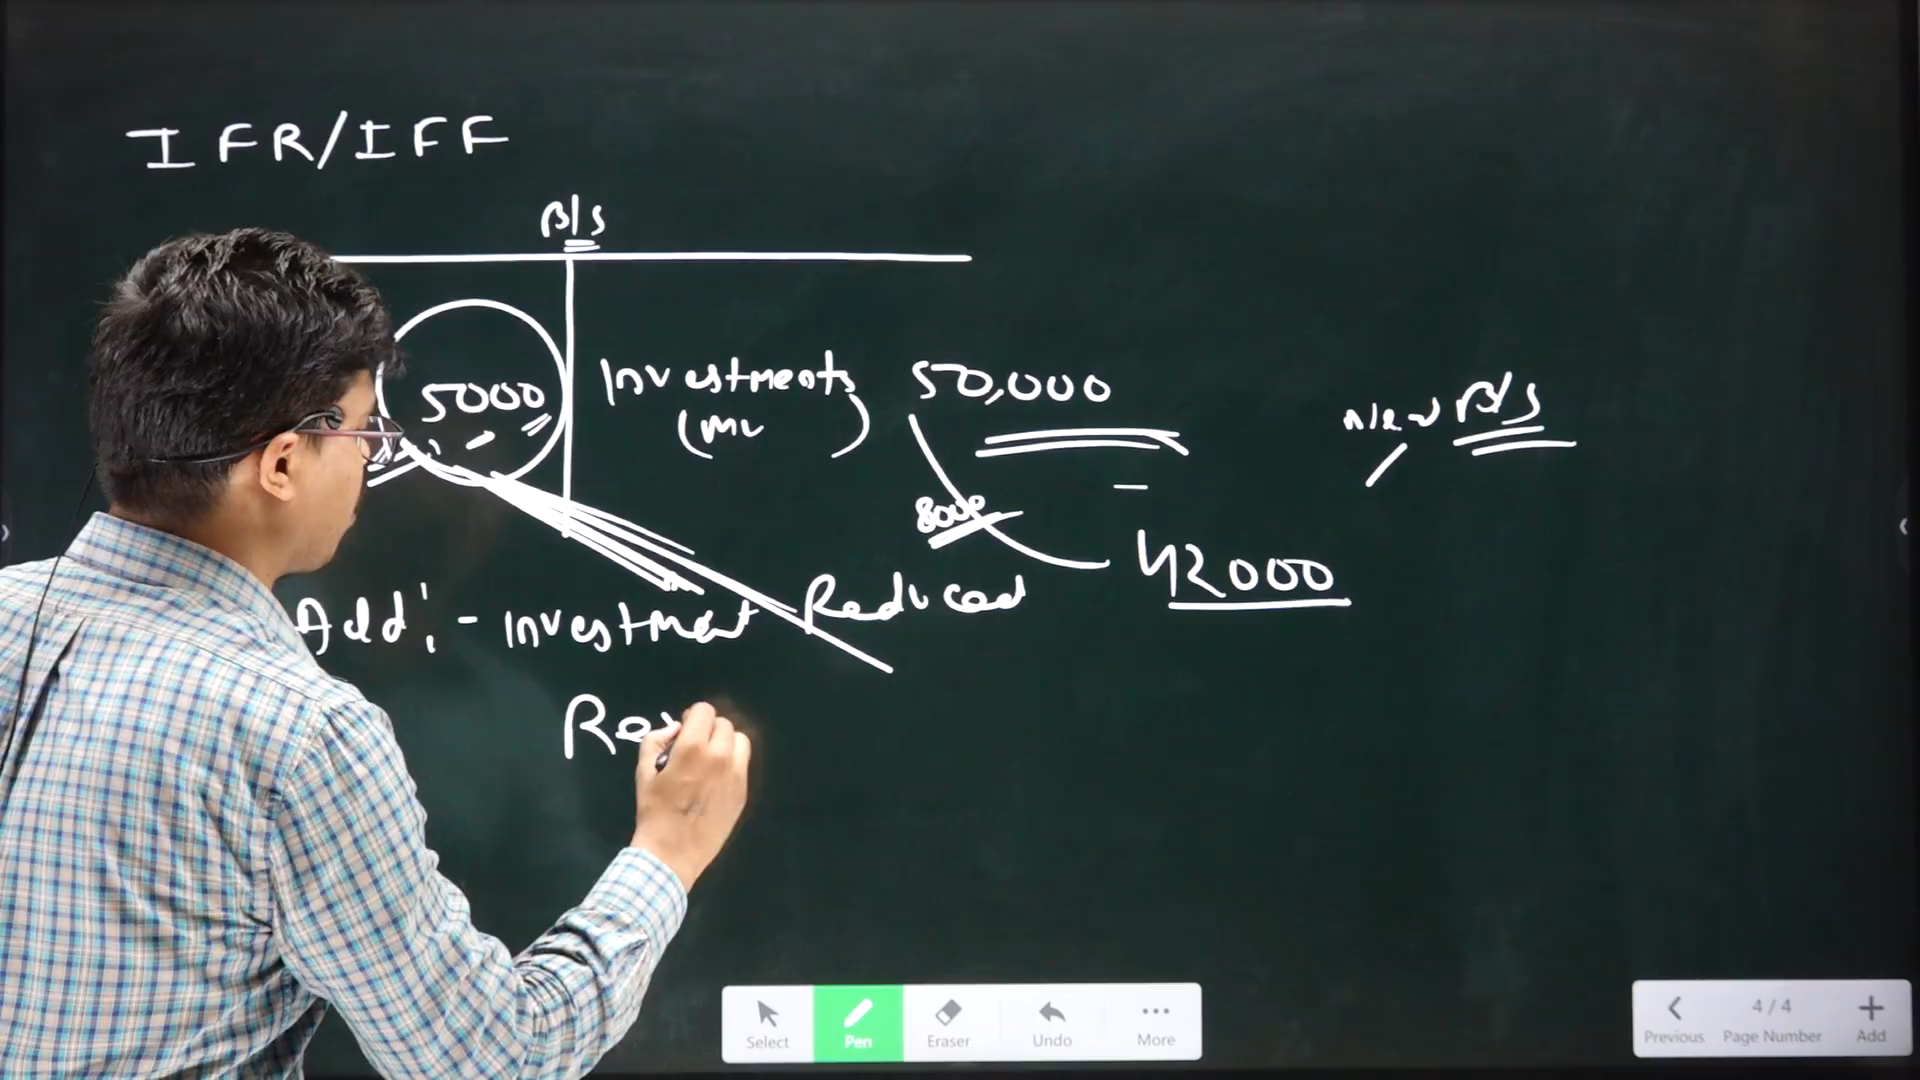 IFR/IFF
B/S
5000 Investments 50,000
(MV )
New B/S
8000
42000
Add:- Investment Reduced
Select Pen Eraser Undo More
4 / 4
Previous Page Number Add